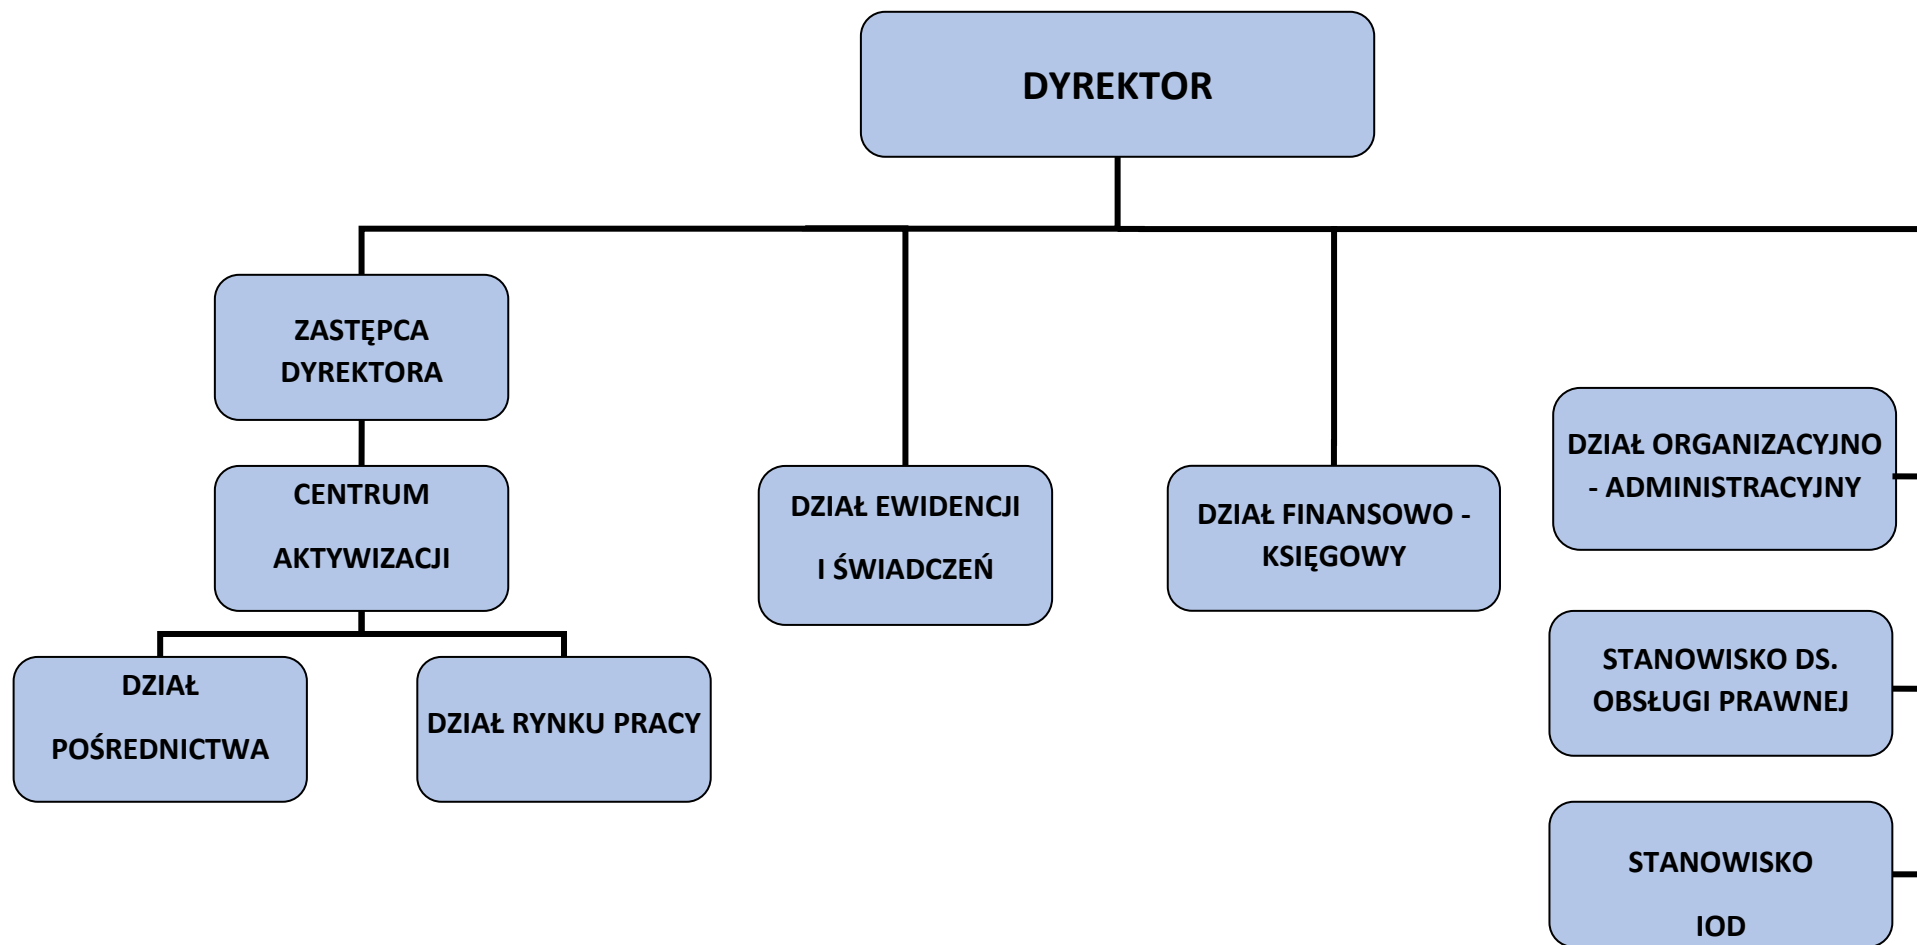 DYREKTOR
ZASTĘPCA
DYREKTORA
CENTRUM
AKTYWIZACJI
DZIAŁ
POŚREDNICTWA
DZIAŁ RYNKU PRACY
DZIAŁ EWIDENCJI
I ŚWIADCZEŃ
DZIAŁ FINANSOWO -
KSIĘGOWY
DZIAŁ ORGANIZACYJNO
- ADMINISTRACYJNY
STANOWISKO DS.
OBSŁUGI PRAWNEJ
STANOWISKO
IOD